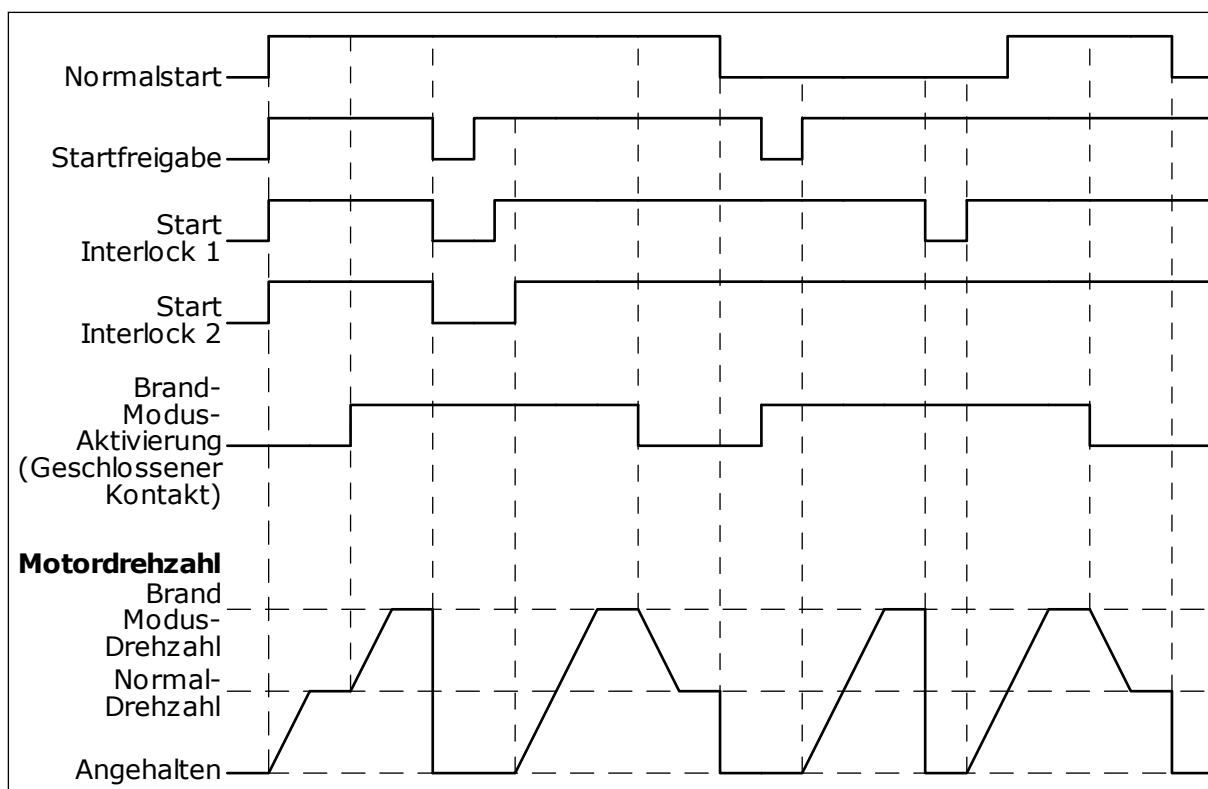 Normalstart
Startfreigabe
Start
Interlock 1
Start
Interlock 2
Brand-
Modus-
Aktivierung
(Geschlossener
Kontakt)
Motordrehzahl
Brand
Modus-
Drehzahl
Normal-
Drehzahl
Angehalten